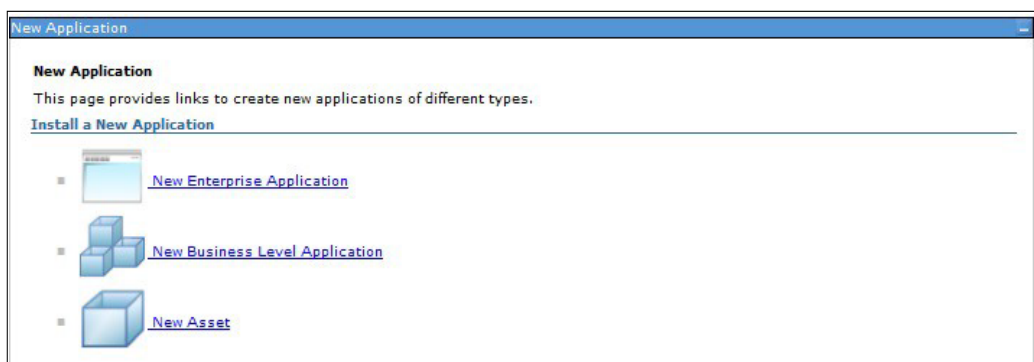 New Application
New Application
This page provides links to create new applications of different types.
Install a New Application
New Enterprise Application
New Business Level Application
New Asset